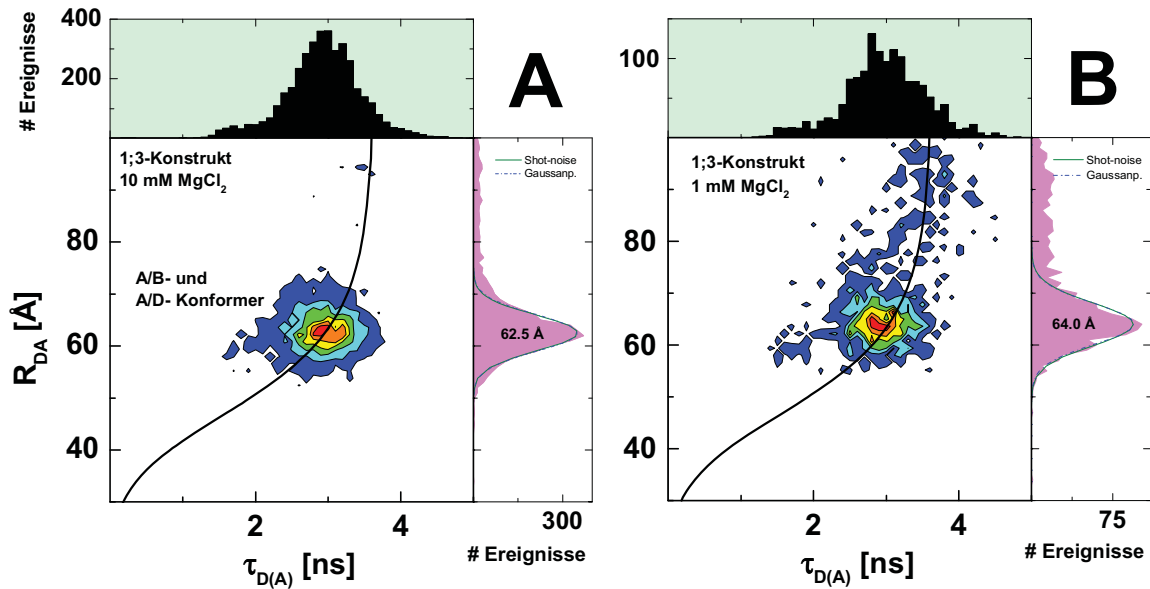 # Ereignisse
400
200
A
1;3-Konstrukt
10 mM MgCl2
A/B- und
A/D- Konformer
Shot-noise
Gaussanp.
62.5 Å
RDA [Å]
80
60
40
2
4
τD(A) [ns]
300
# Ereignisse
100
B
1;3-Konstrukt
1 mM MgCl2
Shot-noise
Gaussanp.
64.0 Å
80
60
40
2
4
τD(A) [ns]
75
# Ereignisse